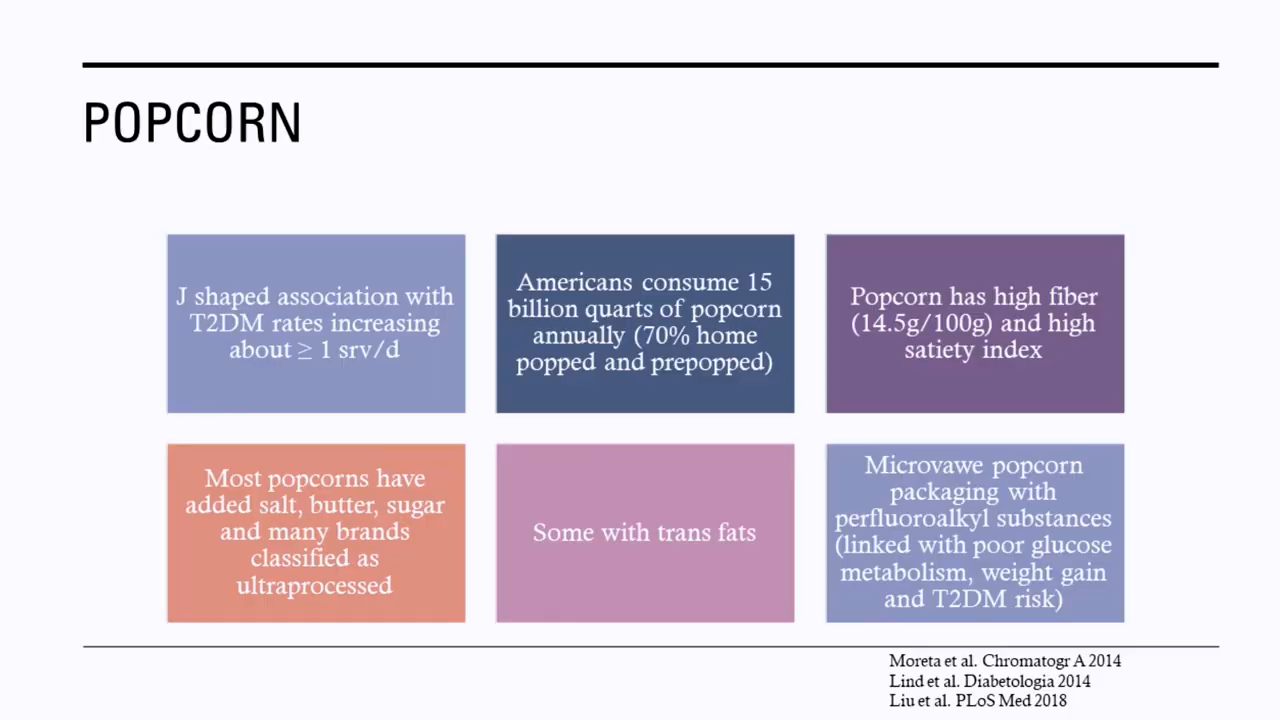 POPCORN
J shaped association with
T2DM rates increasing
about ≥ 1 srv/d
Americans consume 15
billion quarts of popcorn
annually (70% home
popped and prepopped)
Popcorn has high fiber
(14.5g/100g) and high
satiety index
Most popcorns have
added salt, butter, sugar
and many brands
classified as
ultraprocessed
Some with trans fats
Microvawe popcorn
packaging with
perfluoroalkyl substances
(linked with poor glucose
metabolism, weight gain
and T2DM risk)
Moreta et al. Chromatogr A 2014
Lind et al. Diabetologia 2014
Liu et al. PLoS Med 2018